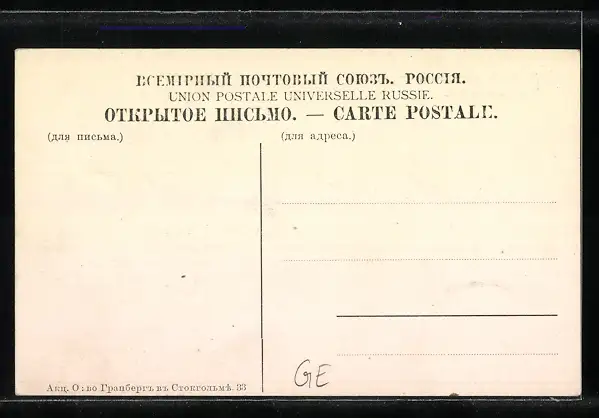 ВСЕМІРНЫЙ ПОЧТОВЫЙ СОЮЗЪ. РОССІЯ.
UNION POSTALE UNIVERSELLE RUSSIE.
ОТКРЫТОЕ ПИСЬМО. — CARTE POSTALE.
(для письма.)
(для адреса.)
GE
Акц. О: во Гранбергъ въ Стокгольмѣ. 33